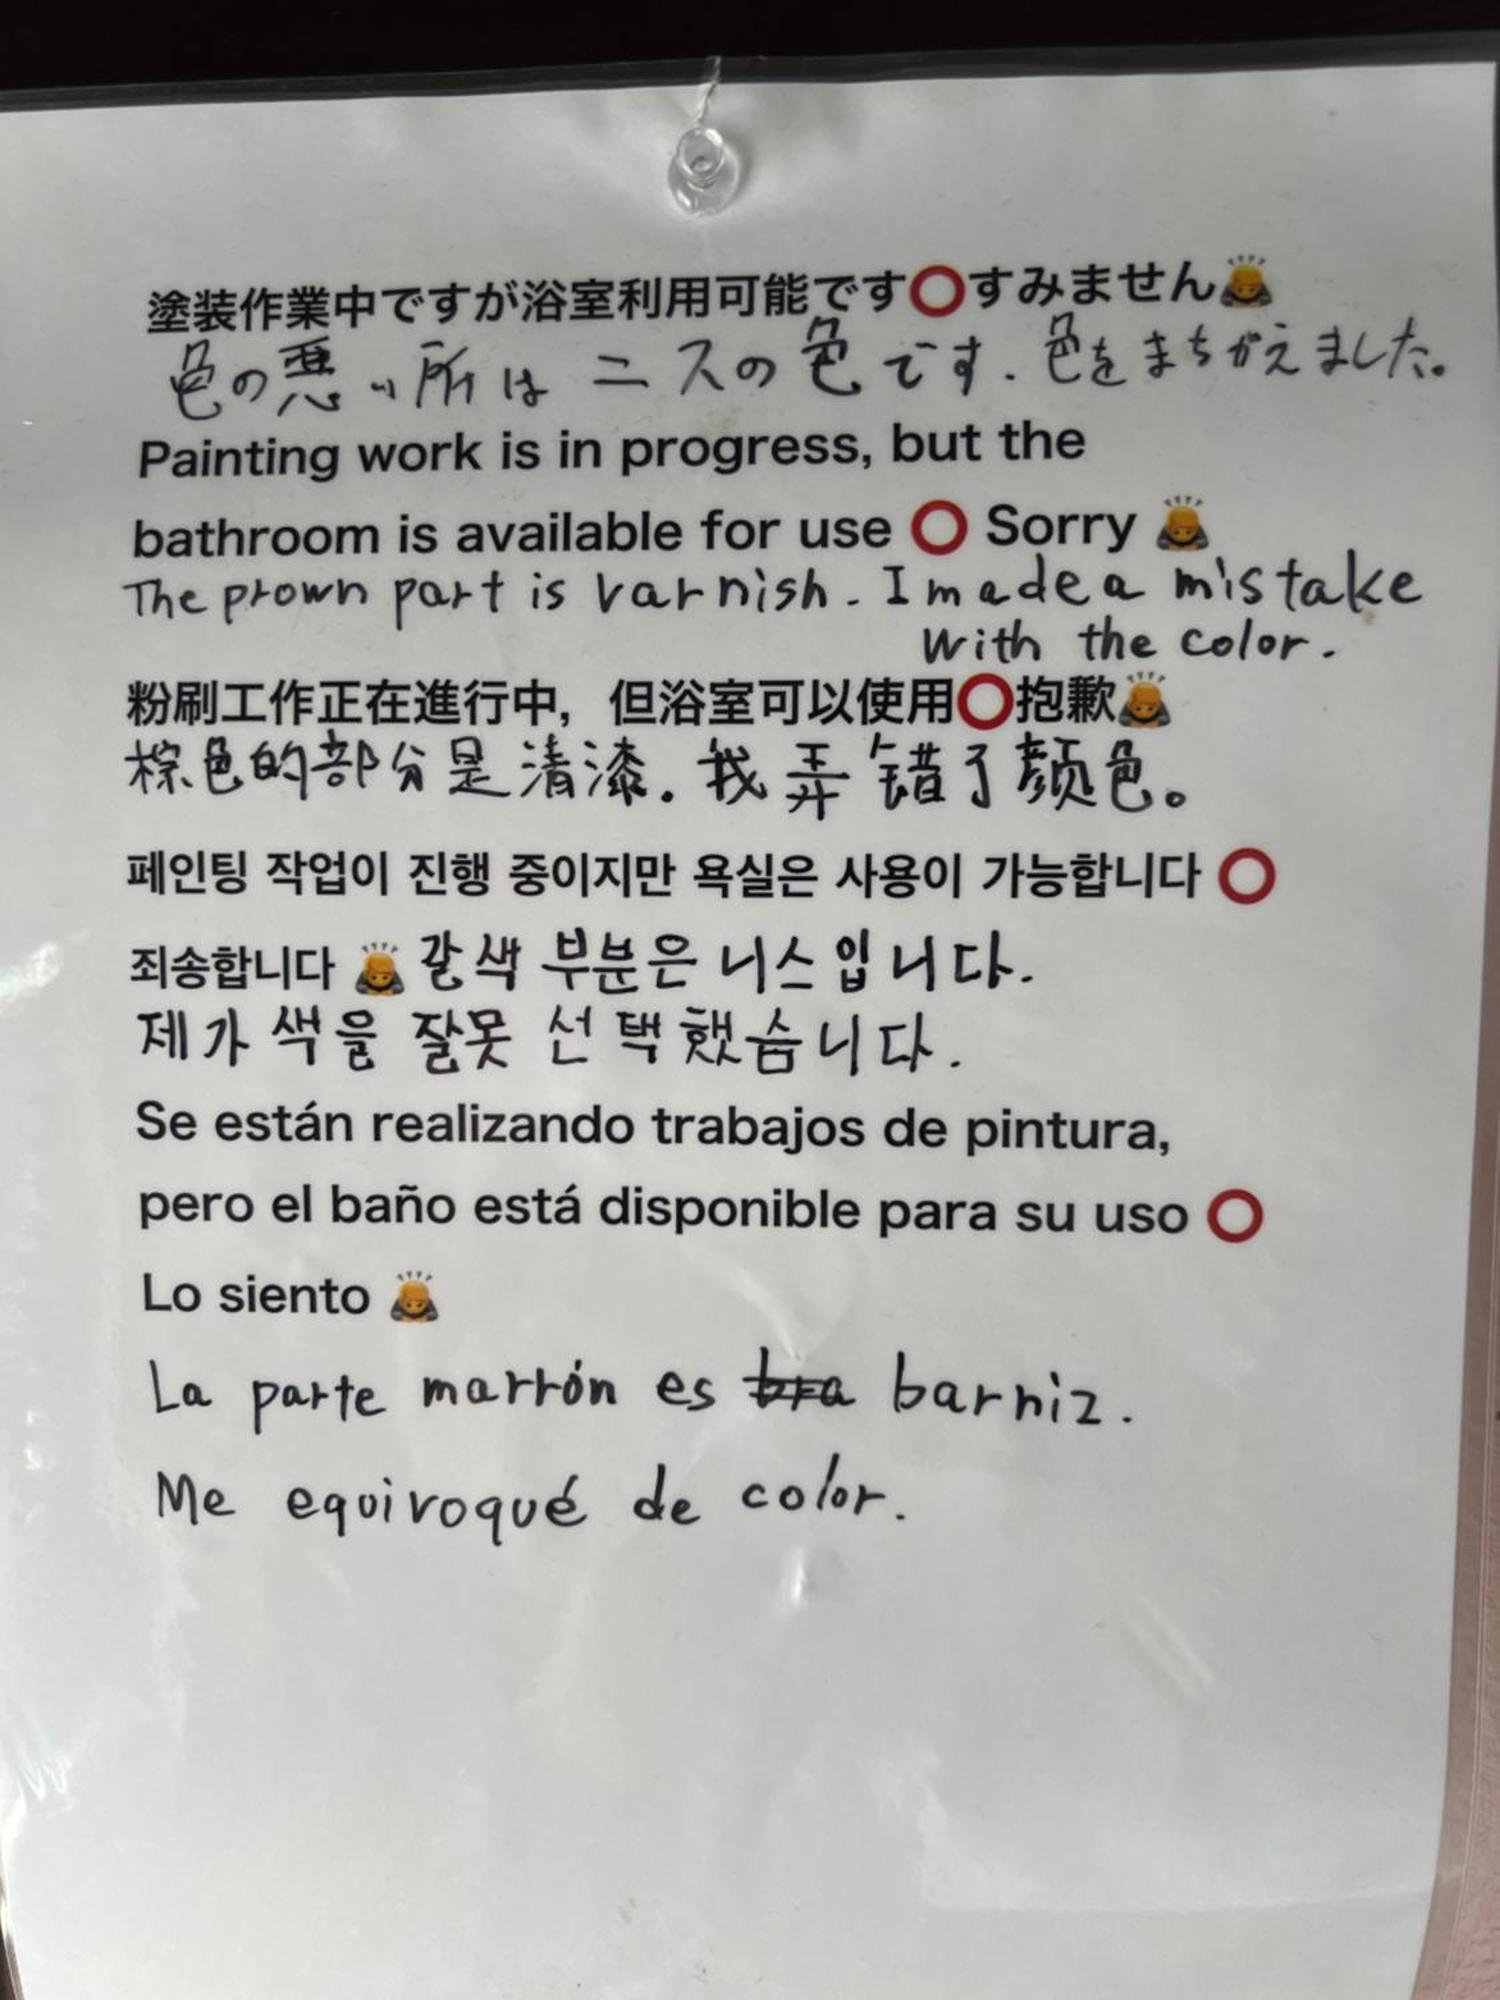 塗装作業中ですが浴室利用可能です⭕すみません🙇
色の悪い所はニスの色です. 色をまちがえました。
Painting work is in progress, but the
bathroom is available for use ⭕ Sorry 🙇
The prown part is varnish. I made a mistake
with the color.
粉刷工作正在進行中，但浴室可以使用⭕抱歉🙇
棕色的部分是清漆. 我弄错了颜色。
페인팅 작업이 진행 중이지만 욕실은 사용이 가능합니다 ⭕
죄송합니다 🙇 갈색 부분은 니스입니다.
제가 색을 잘못 선택했습니다.
Se están realizando trabajos de pintura,
pero el baño está disponible para su uso ⭕
Lo siento 🙇
La parte marrón es bra barniz.
Me equivoqué de color.